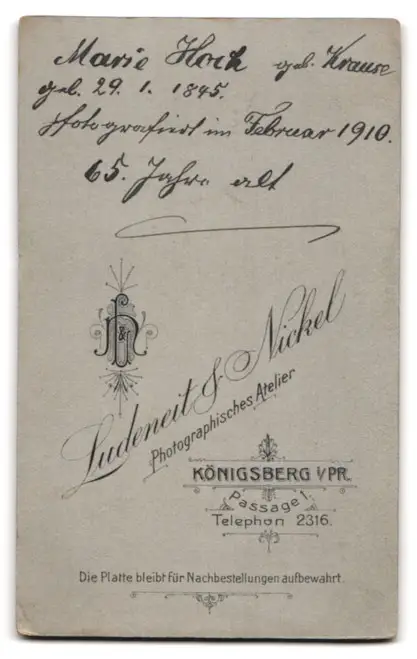 Marie Hoch geb. Krause
geb. 29. 1. 1845.
fotografiert im Februar 1910.
65. Jahre alt
Ludeneit & Nickel
Photographisches Atelier
KÖNIGSBERG i/PR.
Passage 1.
Telephon 2316.
Die Platte bleibt für Nachbestellungen aufbewahrt.